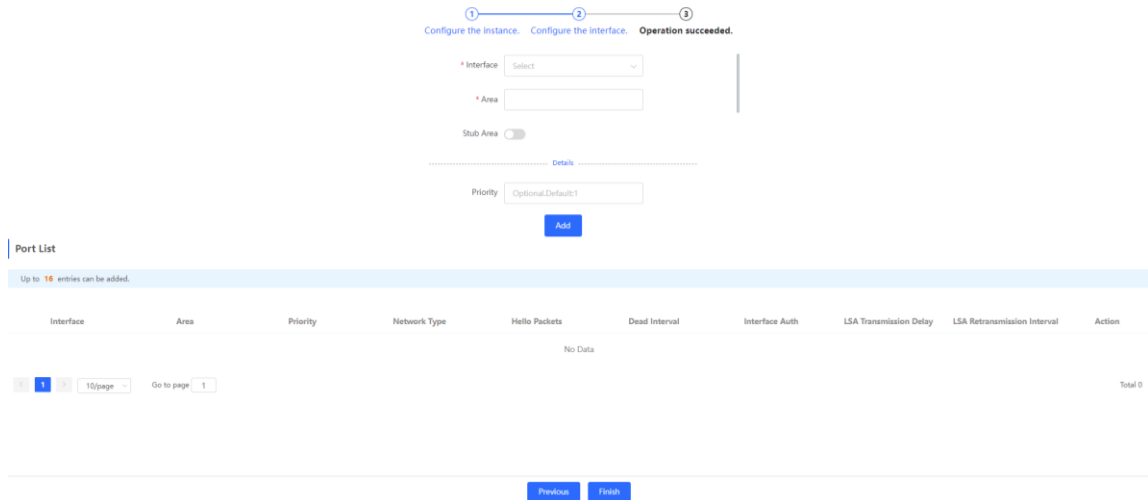 1 2 3
Configure the instance. Configure the interface. Operation succeeded.
* Interface Select
* Area
Stub Area
Details
Priority Optional.Default:1
Add
Port List
Up to 16 entries can be added.
Interface Area Priority Network Type Hello Packets Dead Interval Interface Auth LSA Transmission Delay LSA Retransmission Interval Action
No Data
< 1 > 10/page Go to page 1 Total 0
Previous Finish